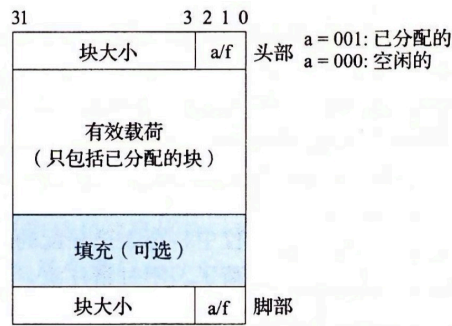 31 3 2 1 0
块大小 a/f 头部 a = 001: 已分配的
a = 000: 空闲的
有效载荷
（只包括已分配的块）
填充（可选）
块大小 a/f 脚部